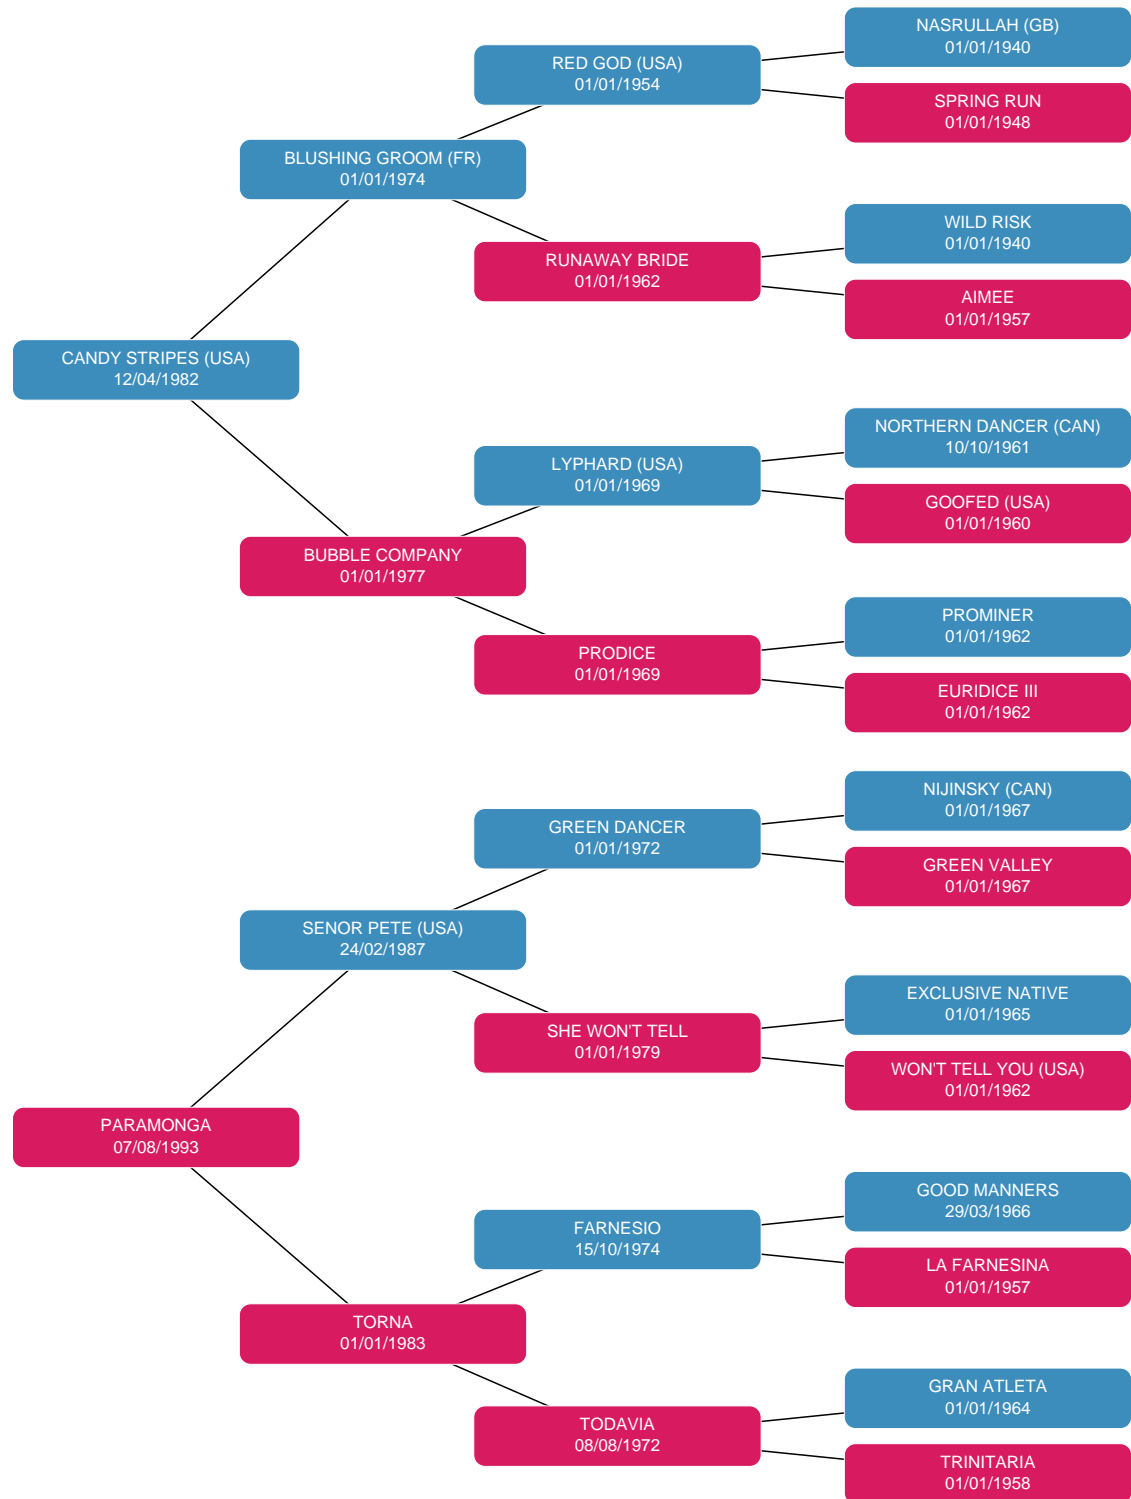 NASRULLAH (GB)
01/01/1940
RED GOD (USA)
01/01/1954
SPRING RUN
01/01/1948
BLUSHING GROOM (FR)
01/01/1974
WILD RISK
01/01/1940
RUNAWAY BRIDE
01/01/1962
AIMEE
01/01/1957
CANDY STRIPES (USA)
12/04/1982
NORTHERN DANCER (CAN)
10/10/1961
LYPHARD (USA)
01/01/1969
GOOFED (USA)
01/01/1960
BUBBLE COMPANY
01/01/1977
PROMINER
01/01/1962
PRODICE
01/01/1969
EURIDICE III
01/01/1962
NIJINSKY (CAN)
01/01/1967
GREEN DANCER
01/01/1972
GREEN VALLEY
01/01/1967
SENOR PETE (USA)
24/02/1987
EXCLUSIVE NATIVE
01/01/1965
SHE WON'T TELL
01/01/1979
WON'T TELL YOU (USA)
01/01/1962
PARAMONGA
07/08/1993
GOOD MANNERS
29/03/1966
FARNESIO
15/10/1974
LA FARNESINA
01/01/1957
TORNA
01/01/1983
GRAN ATLETA
01/01/1964
TODAVIA
08/08/1972
TRINITARIA
01/01/1958